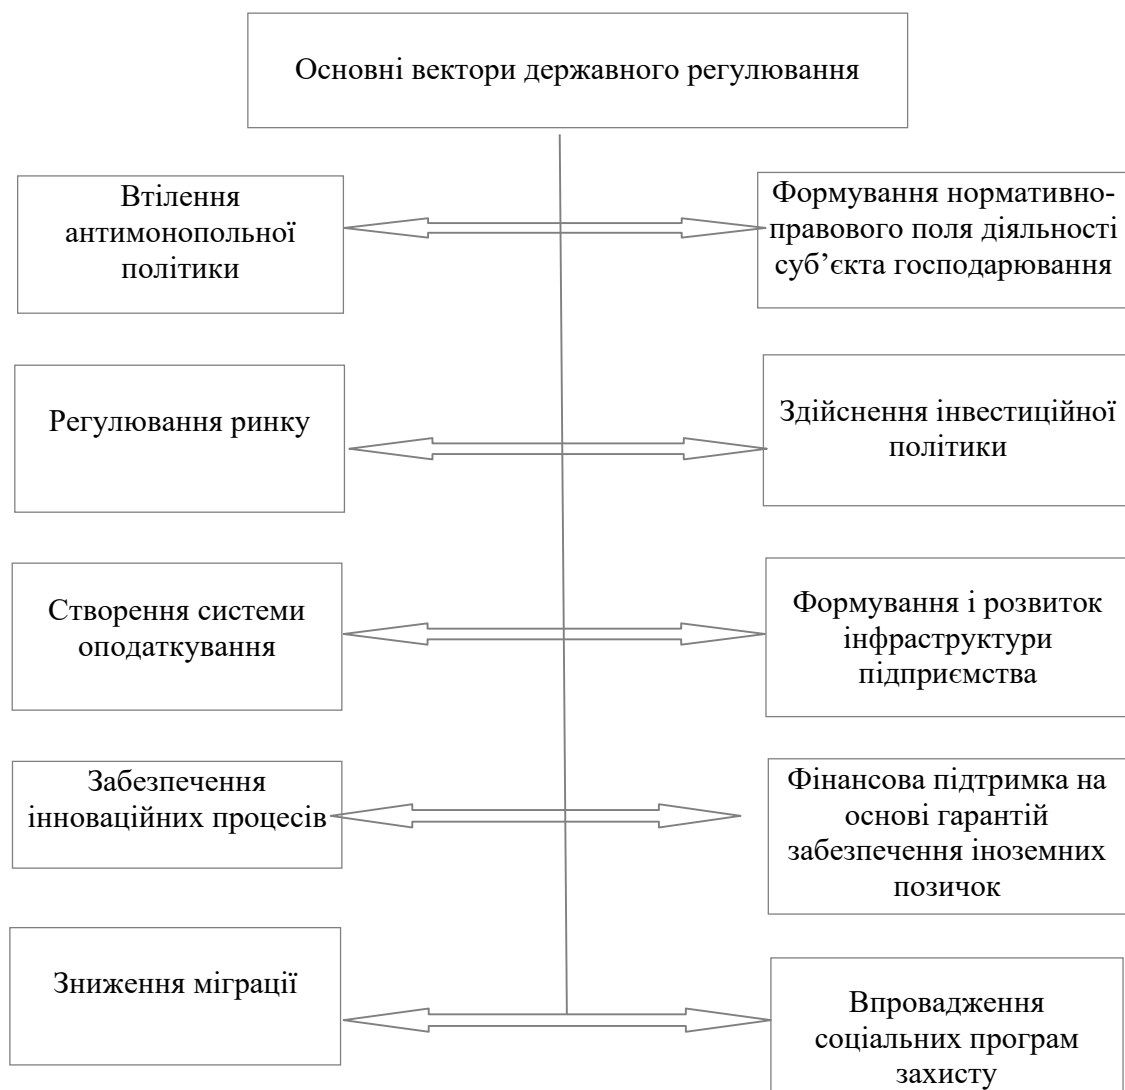 Основні вектори державного регулювання
Втілення
антимонопольної
політики
Формування нормативно-
правового поля діяльності
суб’єкта господарювання
Регулювання ринку
Здійснення інвестиційної
політики
Створення системи
оподаткування
Формування і розвиток
інфраструктури
підприємства
Забезпечення
інноваційних процесів
Фінансова підтримка на
основі гарантій
забезпечення іноземних
позичок
Зниження міграції
Впровадження
соціальних програм
захисту